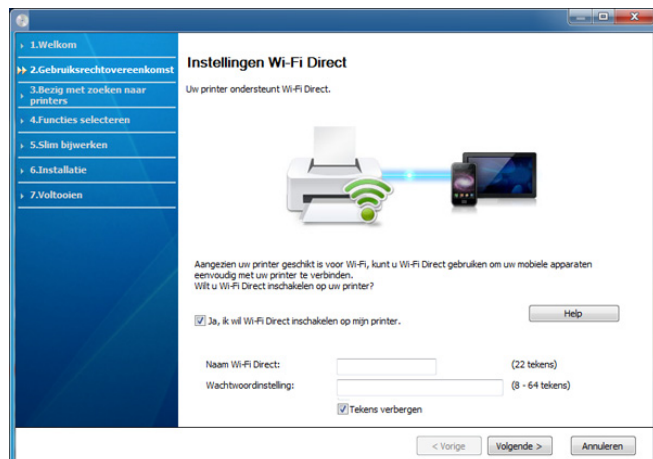 1.Welkom
2.Gebruiksrechtovereenkomst
3.Bezig met zoeken naar
printers
4.Functies selecteren
5.Slim bijwerken
6.Installatie
7.Voltooien
Instellingen Wi-Fi Direct
Uw printer ondersteunt Wi-Fi Direct.
Aangezien uw printer geschikt is voor Wi-Fi, kunt u Wi-Fi Direct gebruiken om uw mobiele apparaten
eenvoudig met uw printer te verbinden.
Wilt u Wi-Fi Direct inschakelen op uw printer?
Help
Ja, ik wil Wi-Fi Direct inschakelen op mijn printer.
Naam Wi-Fi Direct: (22 tekens)
Wachtwoordinstelling: (8 - 64 tekens)
Tekens verbergen
< Vorige Volgende > Annuleren